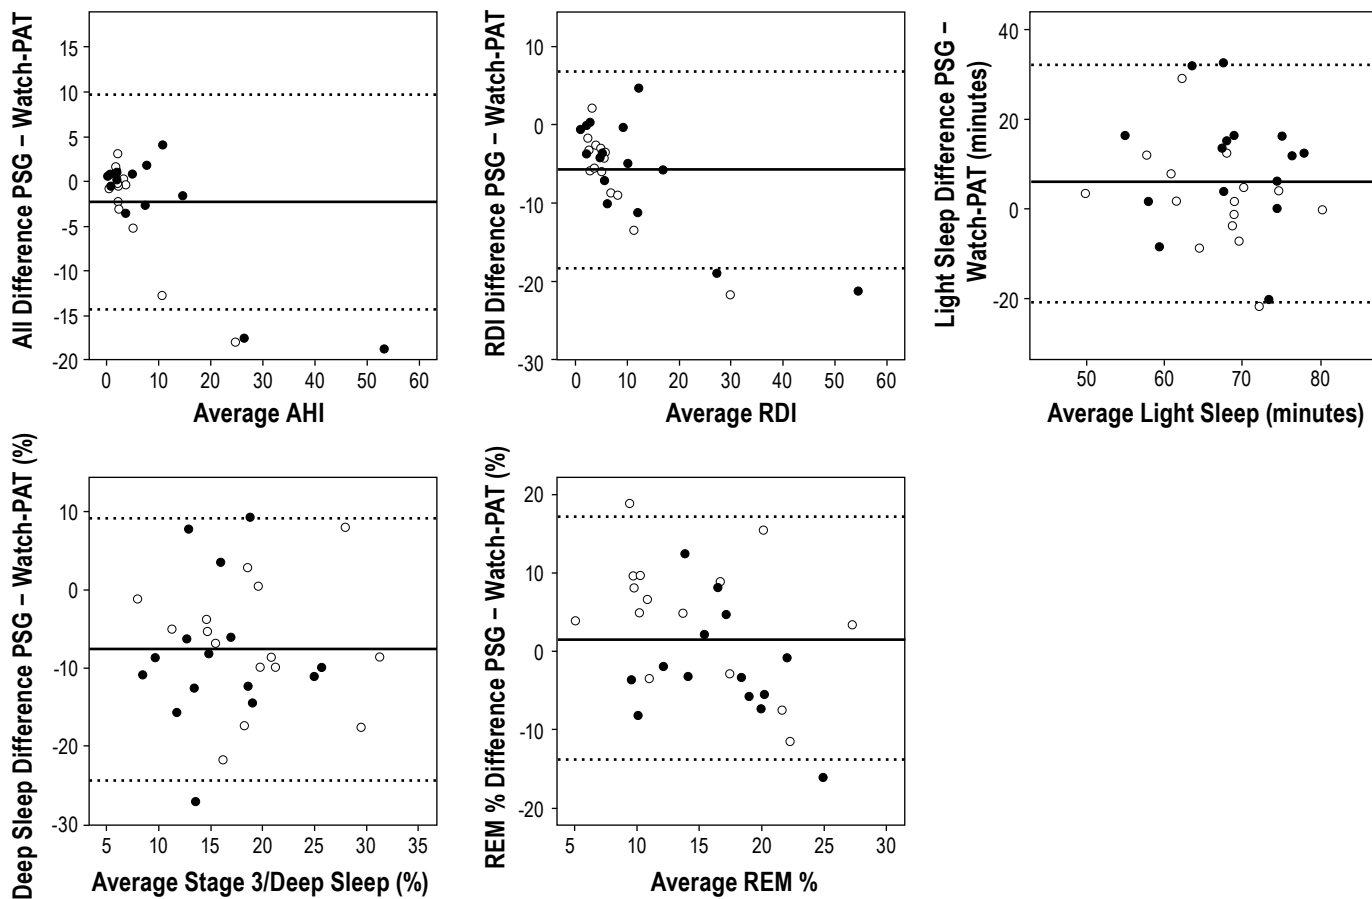 All Difference PSG – Watch-PAT
15
10
5
0
-5
-10
-15
-20
0 10 20 30 40 50 60
Average AHI
RDI Difference PSG – Watch-PAT
10
0
-10
-20
-30
0 10 20 30 40 50 60
Average RDI
Light Sleep Difference PSG –
Watch-PAT (minutes)
40
20
0
-20
50 60 70 80
Average Light Sleep (minutes)
Deep Sleep Difference PSG – Watch-PAT (%)
10
0
-10
-20
-30
5 10 15 20 25 30 35
Average Stage 3/Deep Sleep (%)
REM % Difference PSG – Watch-PAT (%)
20
10
0
-10
-20
5 10 15 20 25 30
Average REM %